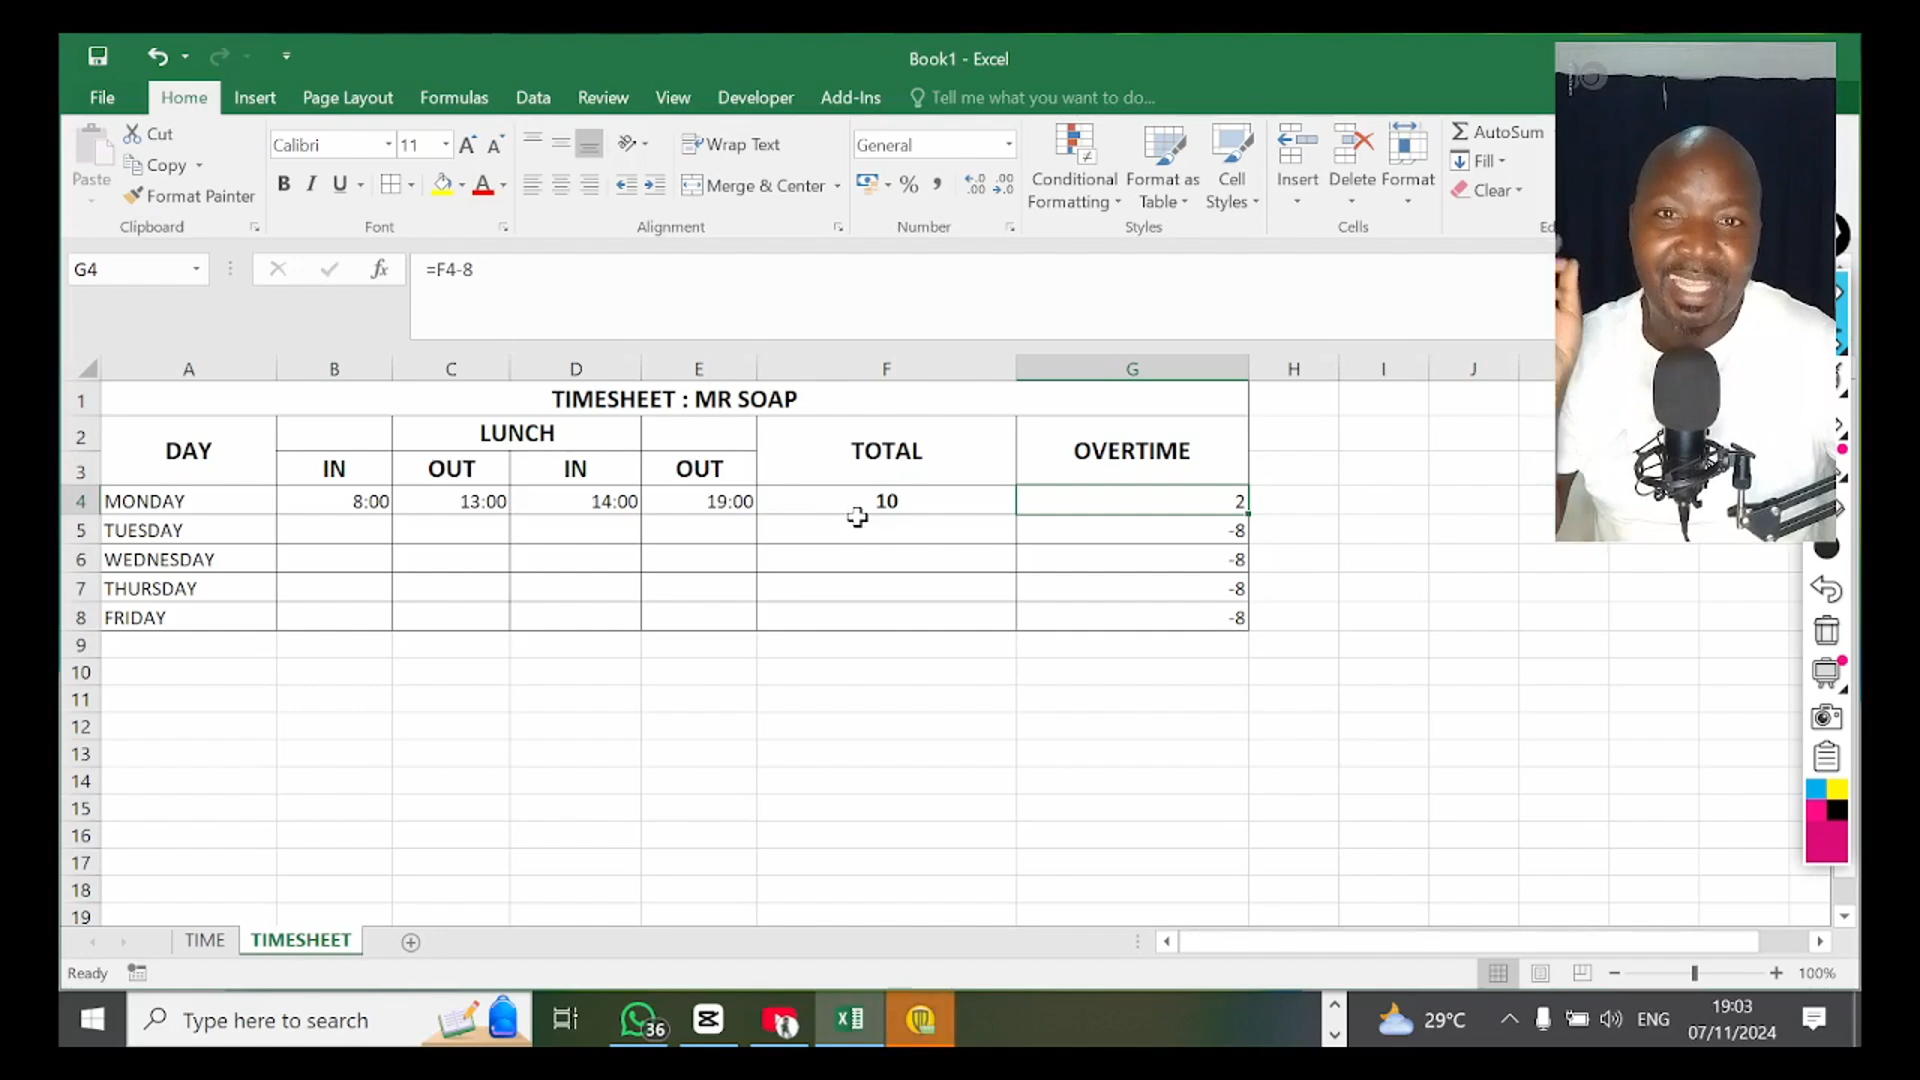 Book1 - Excel
File Home Insert Page Layout Formulas Data Review View Developer Add-Ins Tell me what you want to do...
Cut
Copy
Format Painter
Paste
Clipboard
Calibri 11 A A
B I U A
Font
Wrap Text
Merge & Center
Alignment
General
% , .00 .0
Number
Conditional Formatting
Format as Table
Cell Styles
Styles
Insert Delete Format
Cells
Σ AutoSum
Fill
Clear
G4 fx =F4-8
A B C D E F G H I J
1 TIMESHEET : MR SOAP
2 DAY LUNCH TOTAL OVERTIME
3 IN OUT IN OUT
4 MONDAY 8:00 13:00 14:00 19:00 10 2
5 TUESDAY -8
6 WEDNESDAY -8
7 THURSDAY -8
8 FRIDAY -8
9
10
11
12
13
14
15
16
17
18
19
TIME TIMESHEET
Ready 100%
Type here to search 36 29°C ENG 19:03
07/11/2024